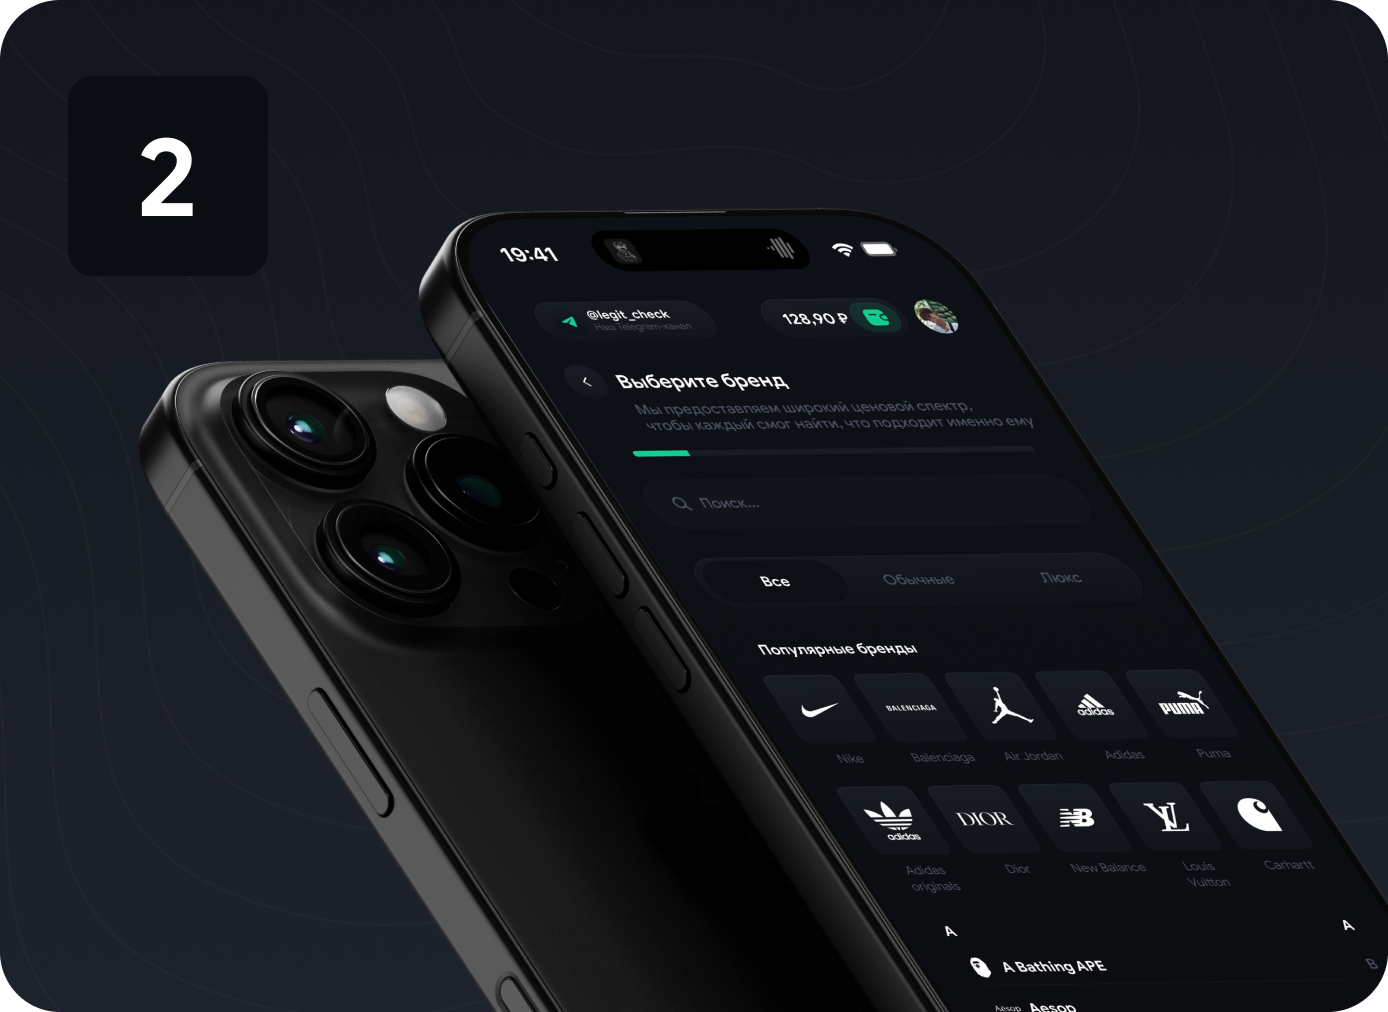 2
19:41
@legit_check
Наш Telegram-канал
128,90 ₽
Выберите бренд
Мы предоставляем широкий ценовой спектр,
чтобы каждый смог найти, что подходит именно ему
Поиск...
Все Обычные Люкс
Популярные бренды
BALENCIAGA adidas PUMA
Nike Balenciaga Air Jordan Adidas Puma
adidas DIOR NB LV
Adidas originals Dior New Balance Louis Vuitton Carhartt
A A
A Bathing APE B
Aesop Aesop